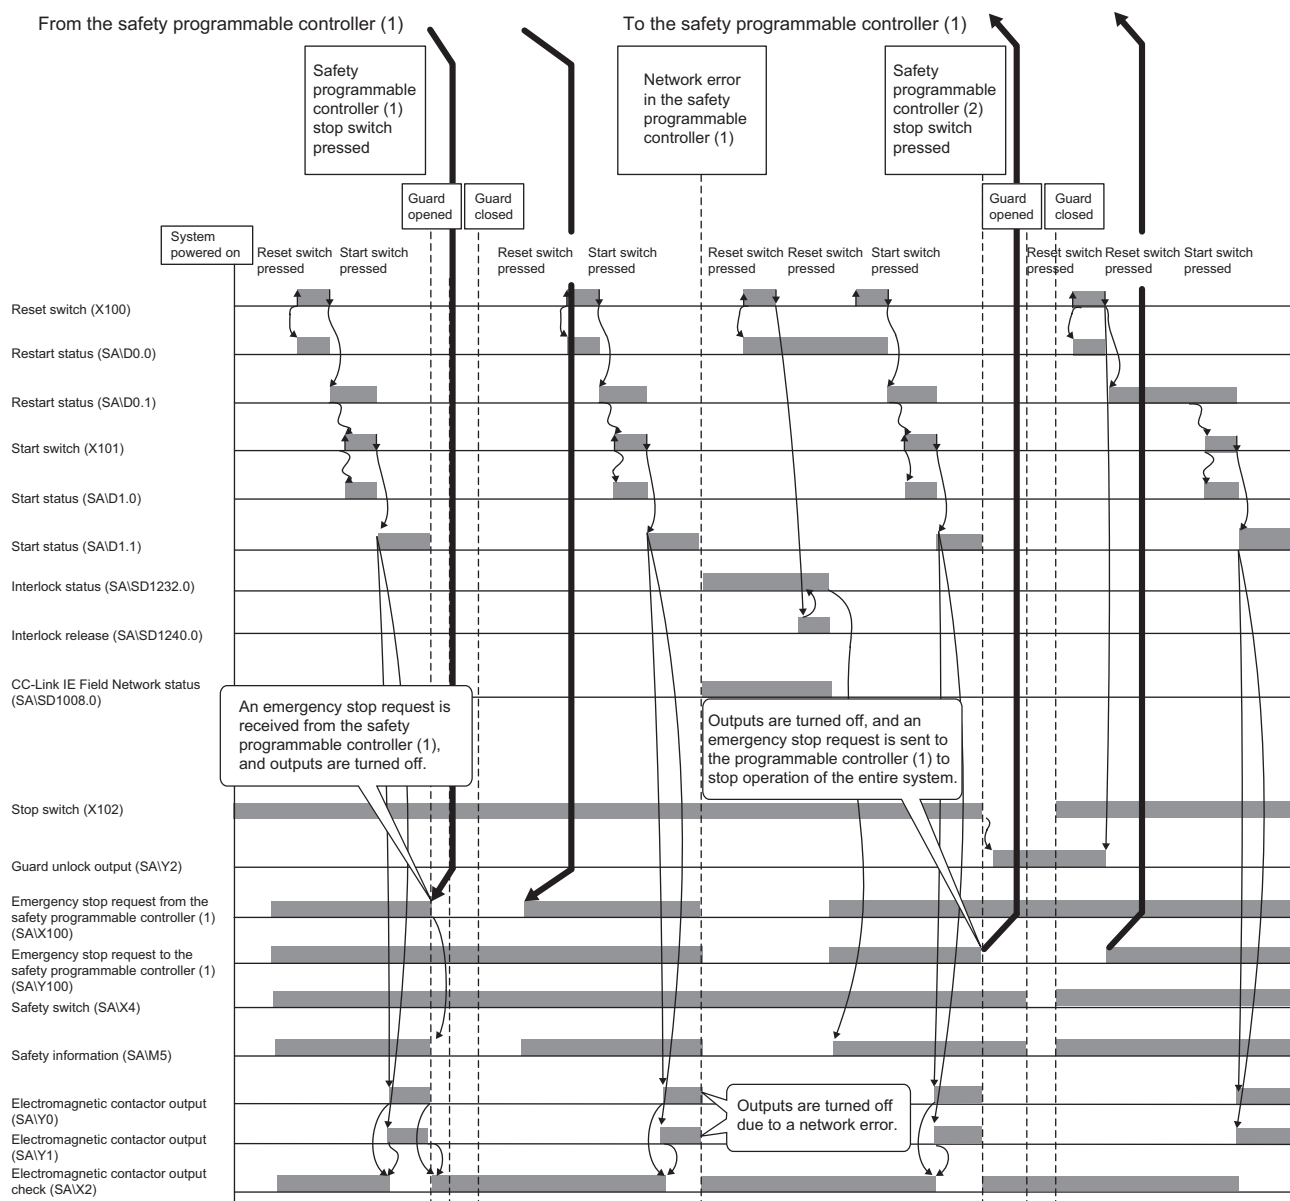 From the safety programmable controller (1)
To the safety programmable controller (1)
Safety
programmable
controller (1)
stop switch
pressed
Network error
in the safety
programmable
controller (1)
Safety
programmable
controller (2)
stop switch
pressed
Guard
opened
Guard
closed
Guard
opened
Guard
closed
System
powered on
Reset switch
pressed
Start switch
pressed
Reset switch
pressed
Start switch
pressed
Reset switch
pressed
Reset switch
pressed
Start switch
pressed
Reset switch
pressed
Reset switch
pressed
Start switch
pressed
Reset switch (X100)
Restart status (SA\D0.0)
Restart status (SA\D0.1)
Start switch (X101)
Start status (SA\D1.0)
Start status (SA\D1.1)
Interlock status (SA\SD1232.0)
Interlock release (SA\SD1240.0)
CC-Link IE Field Network status
(SA\SD1008.0)
An emergency stop request is
received from the safety
programmable controller (1),
and outputs are turned off.
Outputs are turned off, and an
emergency stop request is sent to
the programmable controller (1) to
stop operation of the entire system.
Stop switch (X102)
Guard unlock output (SA\Y2)
Emergency stop request from the
safety programmable controller (1)
(SA\X100)
Emergency stop request to the
safety programmable controller (1)
(SA\Y100)
Safety switch (SA\X4)
Safety information (SA\M5)
Electromagnetic contactor output
(SA\Y0)
Outputs are turned off
due to a network error.
Electromagnetic contactor output
(SA\Y1)
Electromagnetic contactor output
check (SA\X2)